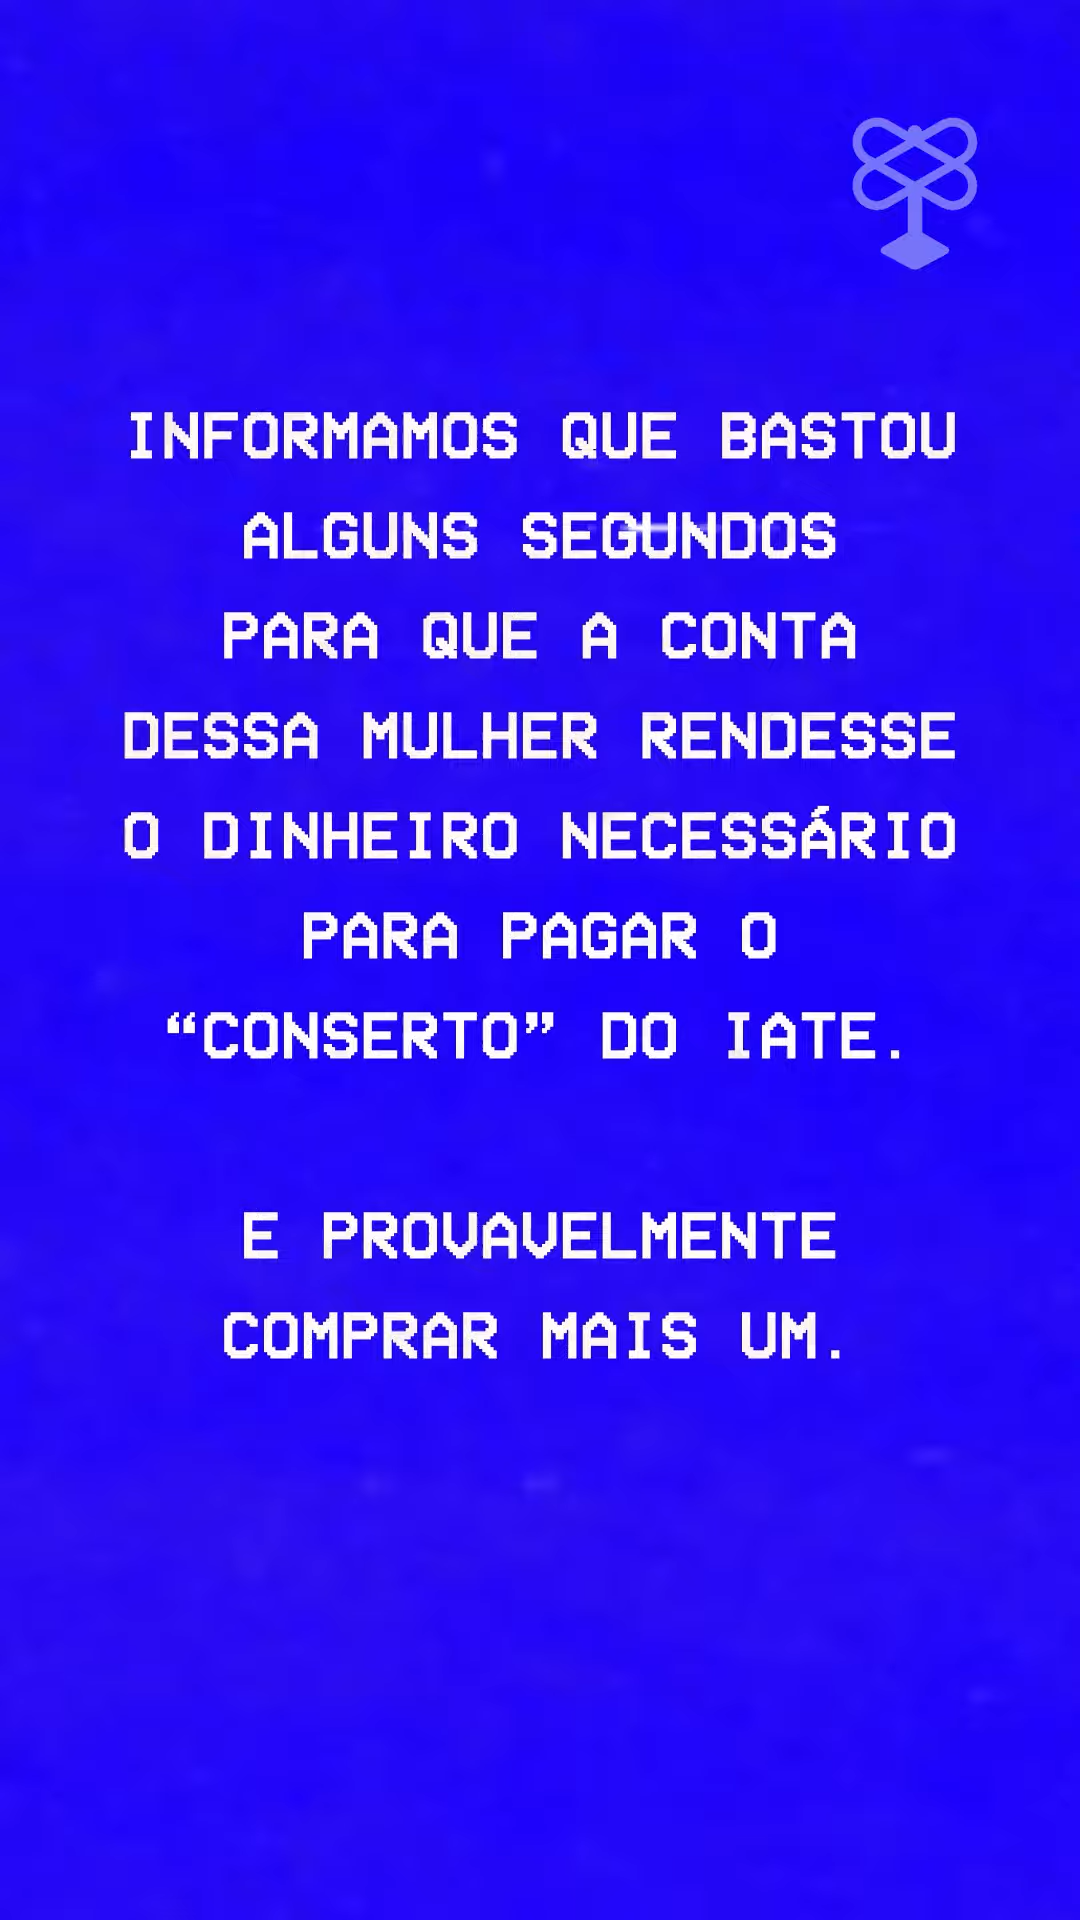 INFORMAMOS QUE BASTOU
ALGUNS SEGUNDOS
PARA QUE A CONTA
DESSA MULHER RENDESSE
O DINHEIRO NECESSÁRIO
PARA PAGAR O
“CONSERTO” DO IATE.
E PROVAVELMENTE
COMPRAR MAIS UM.